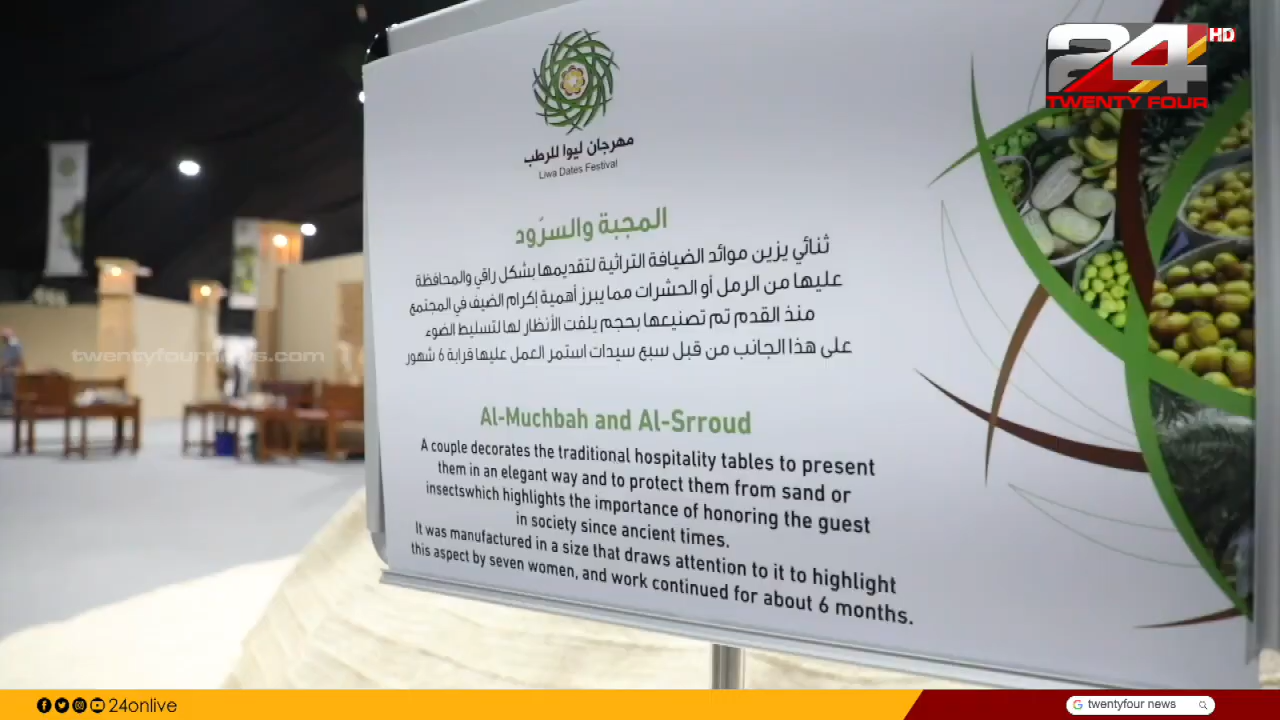 24 HD
TWENTY FOUR
مهرجان ليوا للرطب
Liwa Dates Festival
المجبة والسرّود
ثنائي يزين موائد الضيافة التراثية لتقديمها بشكل راقي والمحافظة
عليها من الرمل أو الحشرات مما يبرز أهمية إكرام الضيف في المجتمع
منذ القدم تم تصنيعها بحجم يلفت الأنظار لها لتسليط الضوء
على هذا الجانب من قبل سبع سيدات استمر العمل عليها قرابة 6 شهور
Al-Muchbah and Al-Srroud
A couple decorates the traditional hospitality tables to present
them in an elegant way and to protect them from sand or
insectswhich highlights the importance of honoring the guest
in society since ancient times.
It was manufactured in a size that draws attention to it to highlight
this aspect by seven women, and work continued for about 6 months.
twentyfournews.com
24onlive
twentyfour news